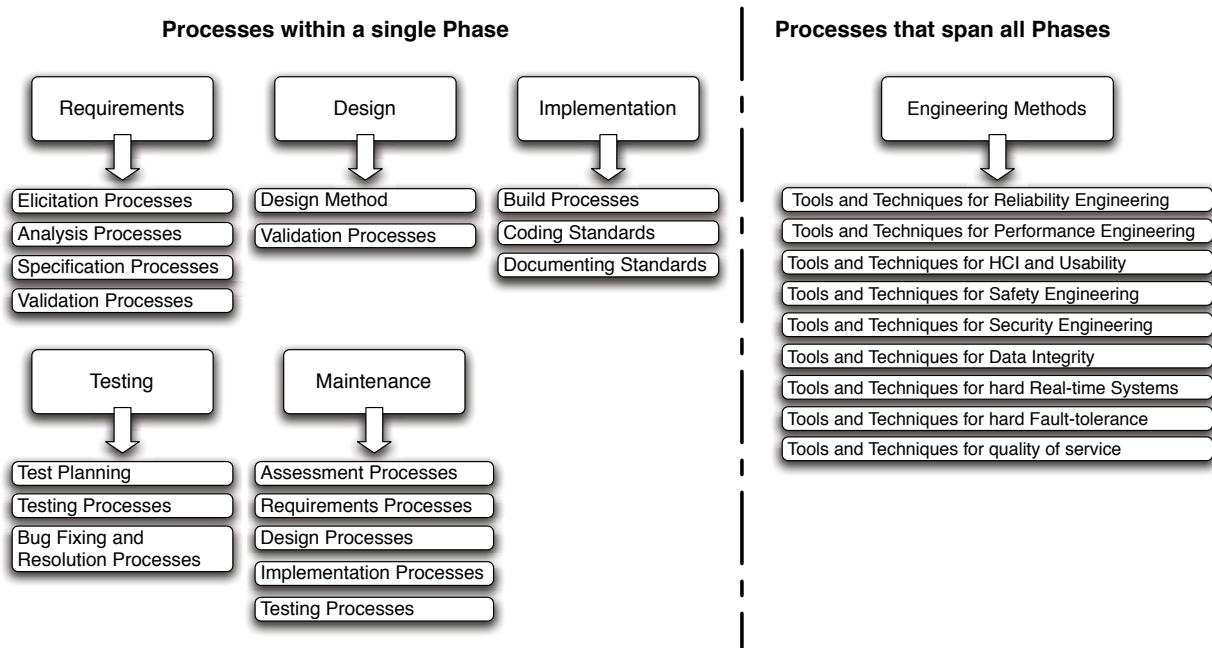 Processes within a single Phase
Requirements
Elicitation Processes
Analysis Processes
Specification Processes
Validation Processes
Design
Design Method
Validation Processes
Implementation
Build Processes
Coding Standards
Documenting Standards
Testing
Test Planning
Testing Processes
Bug Fixing and
Resolution Processes
Maintenance
Assessment Processes
Requirements Processes
Design Processes
Implementation Processes
Testing Processes
Processes that span all Phases
Engineering Methods
Tools and Techniques for Reliability Engineering
Tools and Techniques for Performance Engineering
Tools and Techniques for HCI and Usability
Tools and Techniques for Safety Engineering
Tools and Techniques for Security Engineering
Tools and Techniques for Data Integrity
Tools and Techniques for hard Real-time Systems
Tools and Techniques for hard Fault-tolerance
Tools and Techniques for quality of service